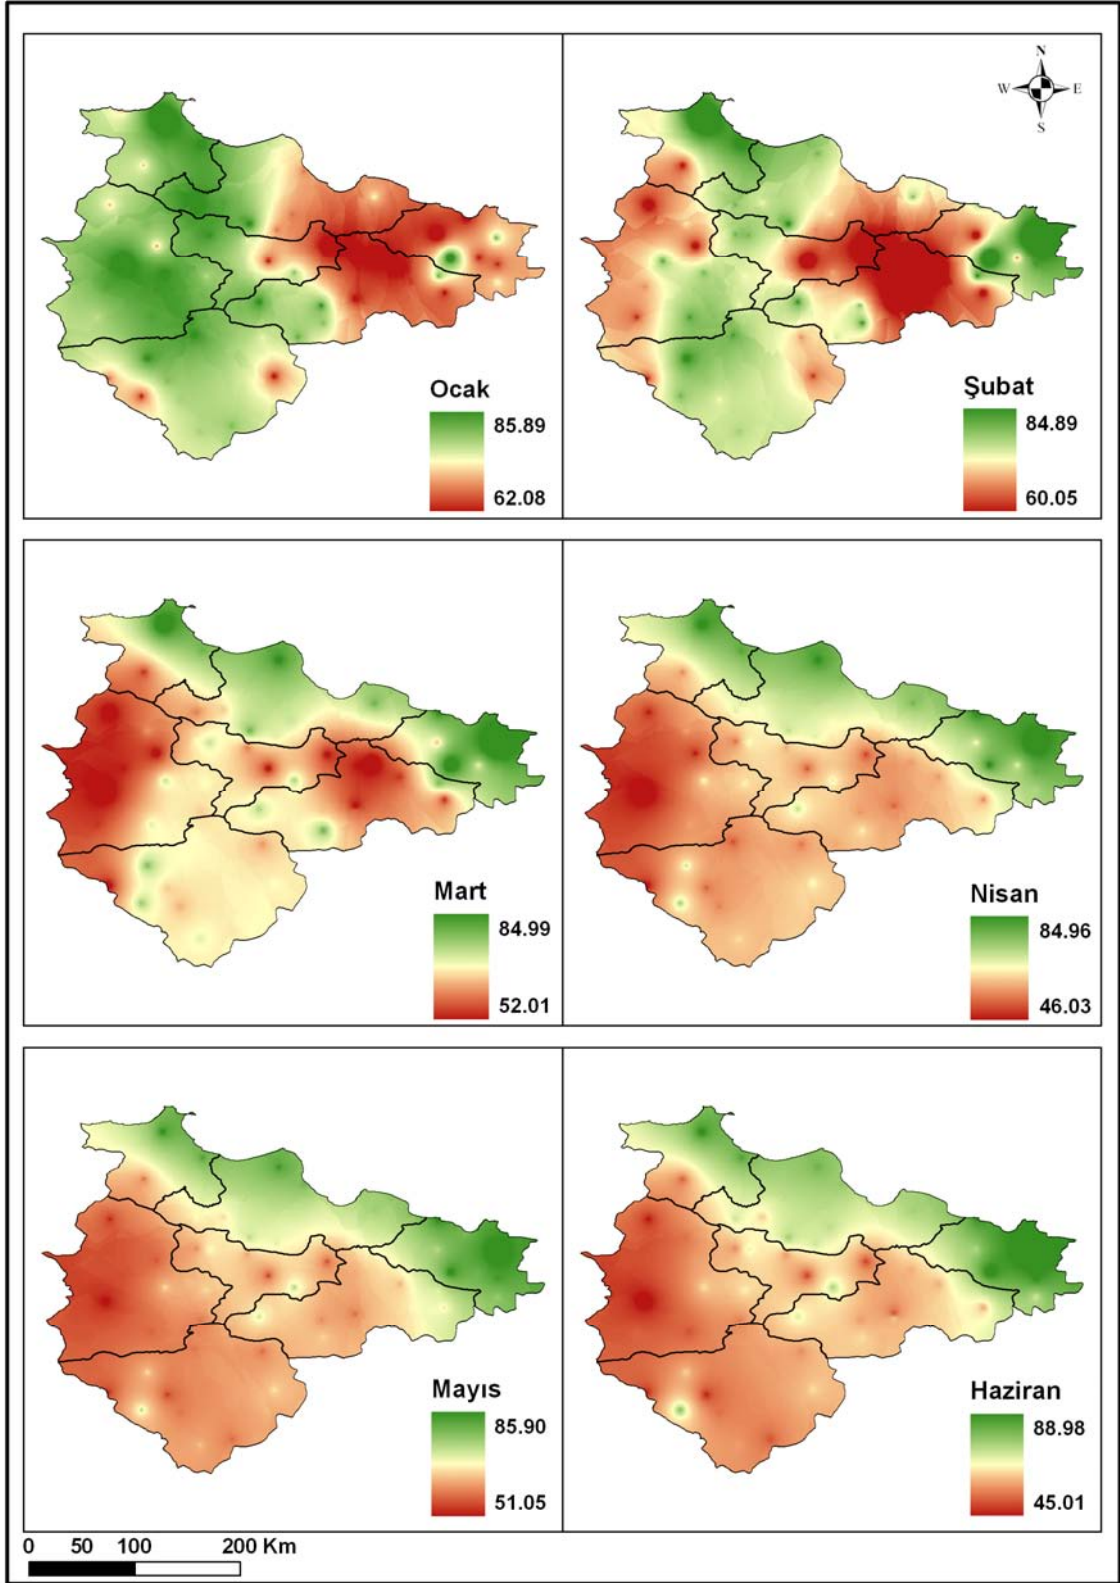 N
W E
S
Ocak
85.89
62.08
Şubat
84.89
60.05
Mart
84.99
52.01
Nisan
84.96
46.03
Mayıs
85.90
51.05
Haziran
88.98
45.01
0 50 100 200 Km